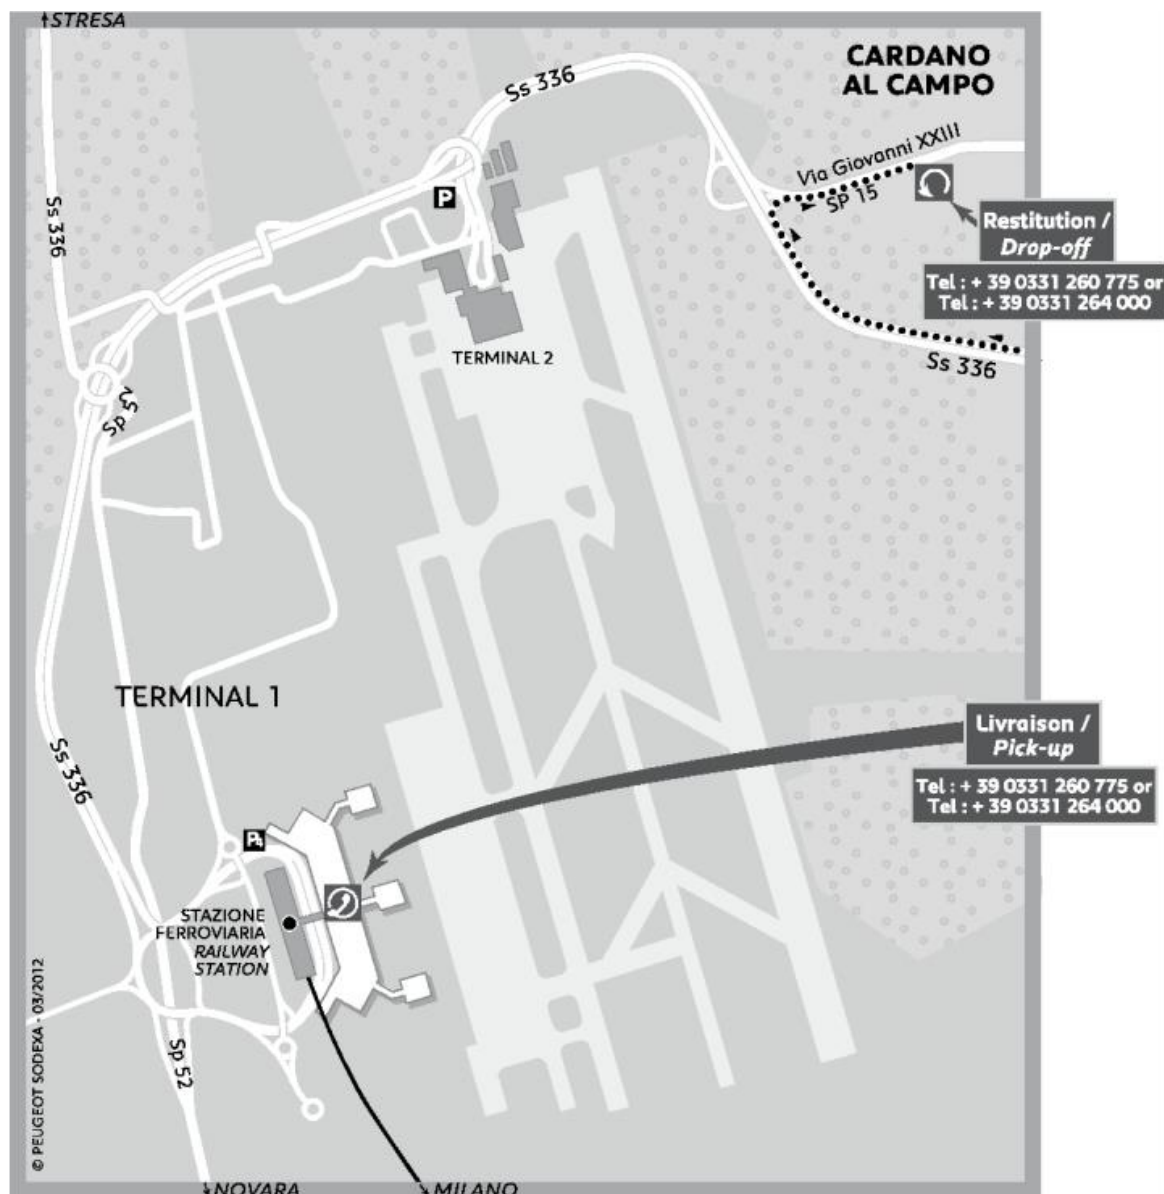 ↑STRESA
CARDANO
AL CAMPO
Ss 336
Via Giovanni XXIII
SP 15
P
Ss 336
Restitution /
Drop-off
Tel : + 39 0331 260 775 or
Tel : + 39 0331 264 000
TERMINAL 2
Ss 336
Sp 52
TERMINAL 1
Livraison /
Pick-up
Ss 336
Tel : + 39 0331 260 775 or
Tel : + 39 0331 264 000
P4
STAZIONE
FERROVIARIA
RAILWAY
STATION
© PEUGEOT SODEXA - 03/2012
Sp 52
↓NOVARA
↘MILANO